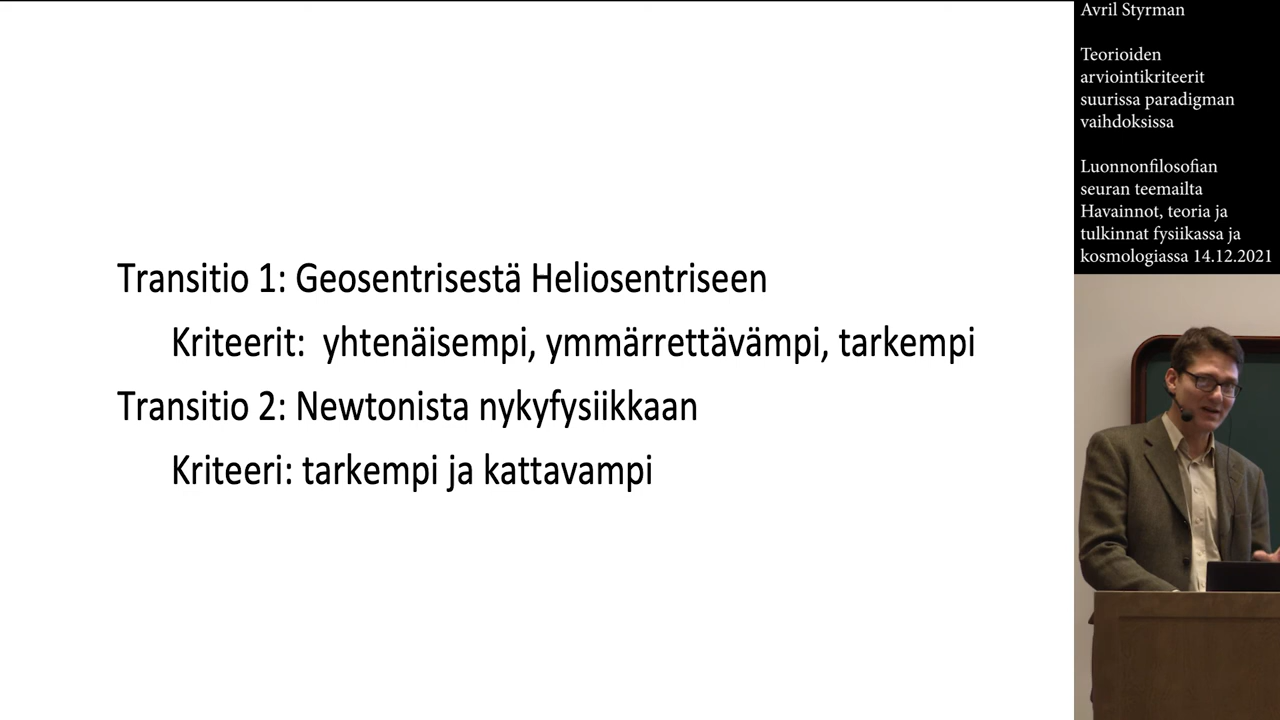 Transitio 1: Geosentrisestä Heliosentriseen
Kriteerit: yhtenäisempi, ymmärrettävämpi, tarkempi
Transitio 2: Newtonista nykyfysiikkaan
Kriteeri: tarkempi ja kattavampi
Avril Styrman
Teorioiden
arviointikriteerit
suurissa paradigman
vaihdoksissa
Luonnonfilosofian
seuran teemailta
Havainnot, teoria ja
tulkinnat fysiikassa ja
kosmologiassa 14.12.2021